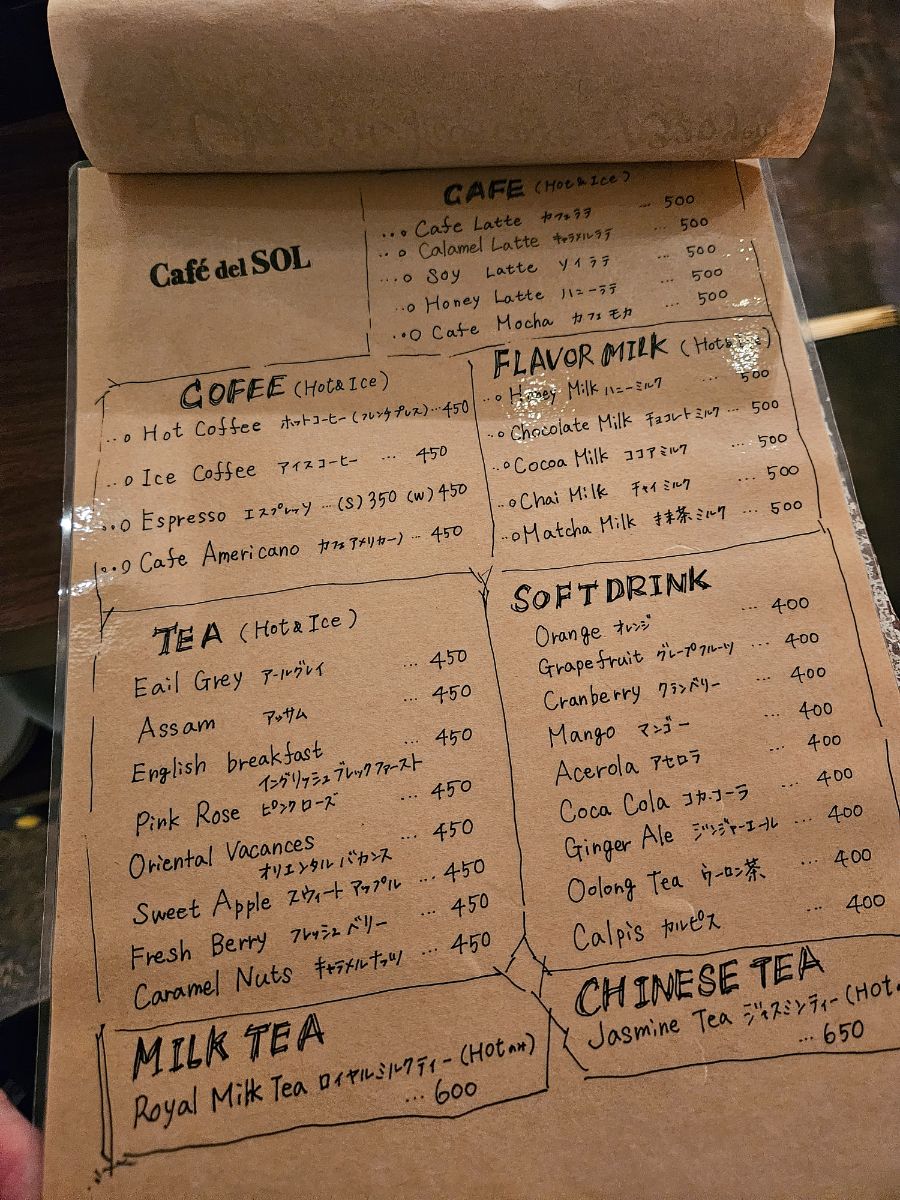 Café del SOL
CAFE (Hot & Ice)
Cafe Latte カフェラテ ... 500
Calamel Latte キャラメルラテ ... 500
Soy Latte ソイラテ ... 500
Honey Latte ハニーラテ ... 500
Cafe Mocha カフェモカ ... 500
COFEE (Hot & Ice)
Hot Coffee ホットコーヒー (フレンチプレス) ... 450
Ice Coffee アイスコーヒー ... 450
Espresso エスプレッソ ... (S) 350 (W) 450
Cafe Americano カフェアメリカーノ ... 450
FLAVOR MILK (Hot & Ice)
Honey Milk ハニーミルク ... 500
Chocolate Milk チョコレートミルク ... 500
Cocoa Milk ココアミルク ... 500
Chai Milk チャイミルク ... 500
Matcha Milk まっ茶ミルク ... 500
TEA (Hot & Ice)
Eail Grey アールグレイ ... 450
Assam アッサム ... 450
English breakfast ... 450
イングリッシュブレックファースト
Pink Rose ピンクローズ ... 450
Oriental Vacances ... 450
オリエンタルバカンス
Sweet Apple スウィートアップル ... 450
Fresh Berry フレッシュベリー ... 450
Caramel Nuts キャラメルナッツ ... 450
SOFT DRINK
Orange オレンジ ... 400
Grapefruit グレープフルーツ ... 400
Cranberry クランベリー ... 400
Mango マンゴー ... 400
Acerola アセロラ ... 400
Coca Cola コカ・コーラ ... 400
Ginger Ale ジンジャーエール ... 400
Oolong Tea ウーロン茶 ... 400
Calpis カルピス ... 400
MILK TEA
Royal Milk Tea ロイヤルミルクティー (HOT のみ)
... 600
CHINESE TEA
Jasmine Tea ジャスミンティー (HOT
... 650